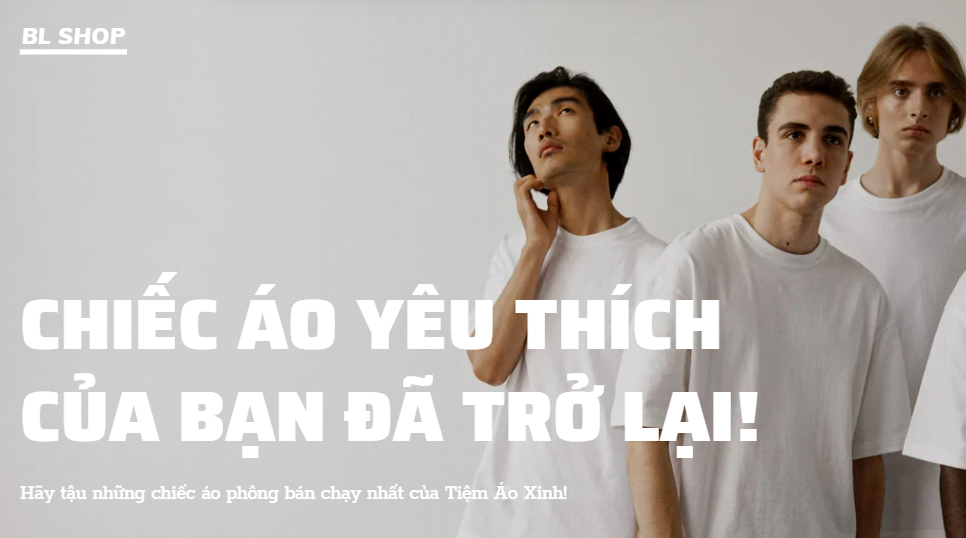 BL SHOP
CHIẾC ÁO YÊU THÍCH
CỦA BẠN ĐÃ TRỞ LẠI!
Hãy tậu những chiếc áo phông bán chạy nhất của Tiệm Áo Xinh!